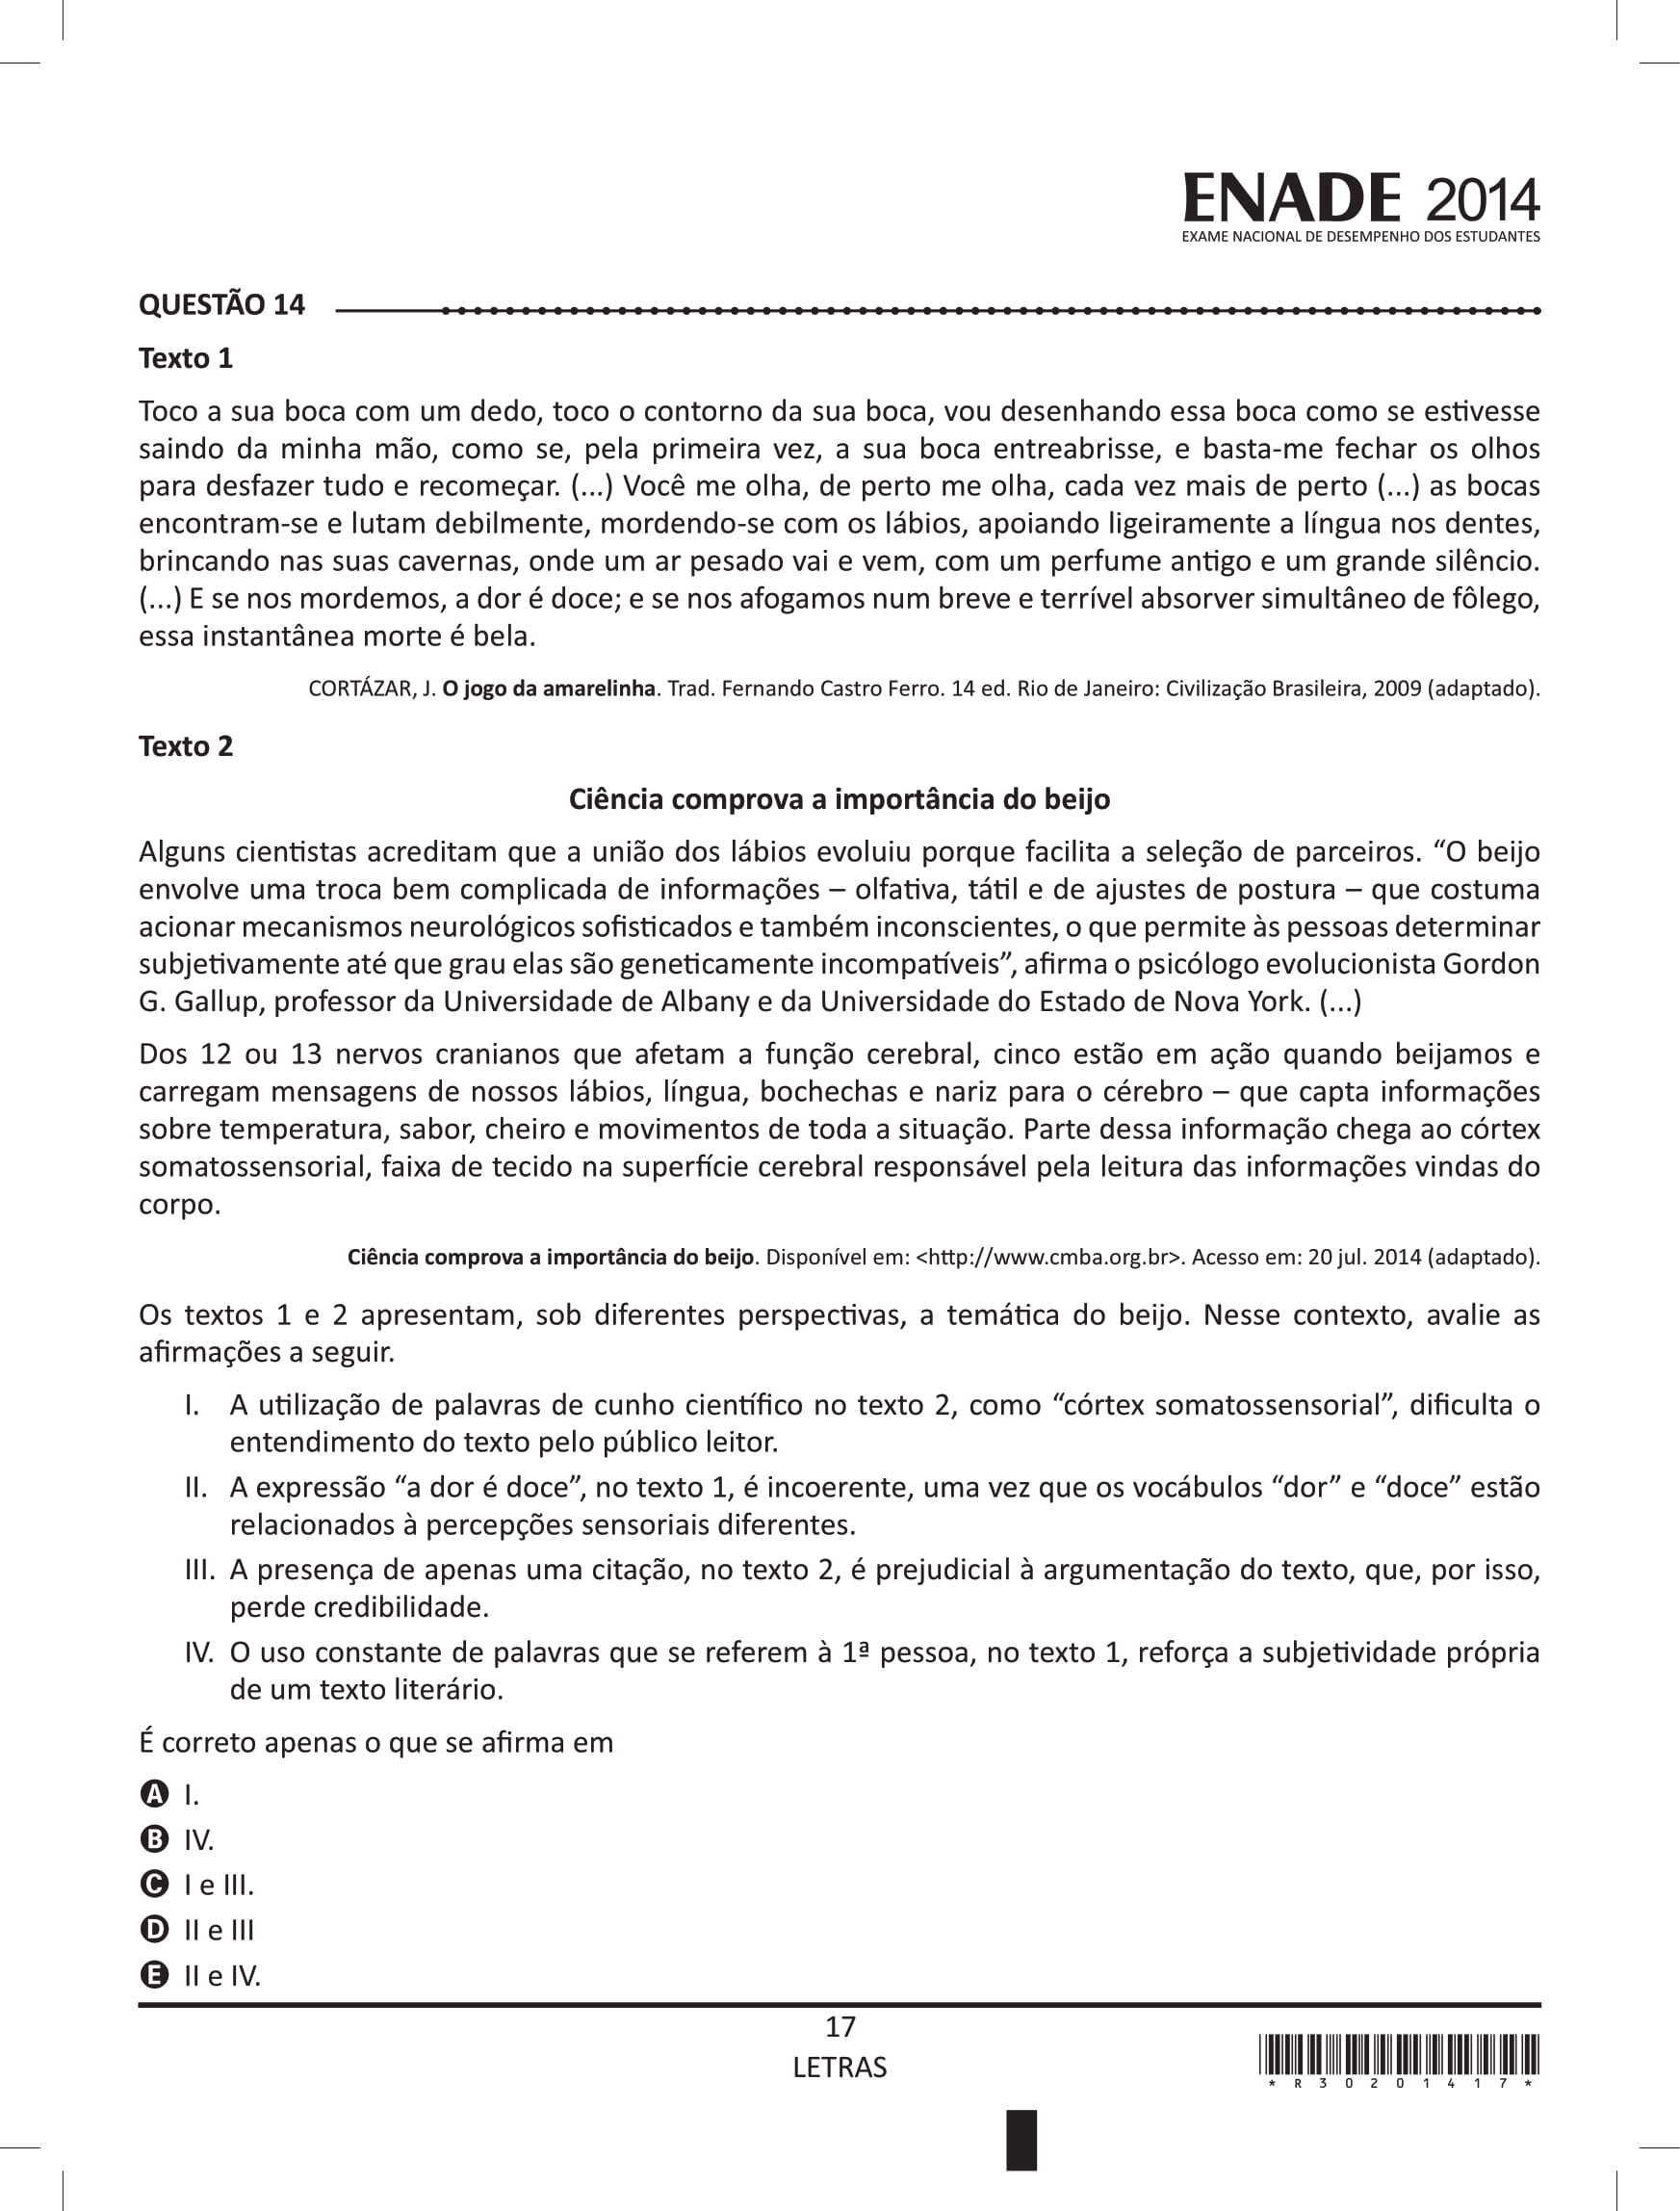 ENADE 2014
EXAME NACIONAL DE DESEMPENHO DOS ESTUDANTES
QUESTÃO 14
Texto 1
Toco a sua boca com um dedo, toco o contorno da sua boca, vou desenhando essa boca como se estivesse
saindo da minha mão, como se, pela primeira vez, a sua boca entreabrisse, e basta-me fechar os olhos
para desfazer tudo e recomeçar. (...) Você me olha, de perto me olha, cada vez mais de perto (...) as bocas
encontram-se e lutam debilmente, mordendo-se com os lábios, apoiando ligeiramente a língua nos dentes,
brincando nas suas cavernas, onde um ar pesado vai e vem, com um perfume antigo e um grande silêncio.
(...) E se nos mordemos, a dor é doce; e se nos afogamos num breve e terrível absorver simultâneo de fôlego,
essa instantânea morte é bela.
CORTÁZAR, J. O jogo da amarelinha. Trad. Fernando Castro Ferro. 14 ed. Rio de Janeiro: Civilização Brasileira, 2009 (adaptado).
Texto 2
Ciência comprova a importância do beijo
Alguns cientistas acreditam que a união dos lábios evoluiu porque facilita a seleção de parceiros. “O beijo
envolve uma troca bem complicada de informações – olfativa, tátil e de ajustes de postura – que costuma
acionar mecanismos neurológicos sofisticados e também inconscientes, o que permite às pessoas determinar
subjetivamente até que grau elas são geneticamente incompatíveis”, afirma o psicólogo evolucionista Gordon
G. Gallup, professor da Universidade de Albany e da Universidade do Estado de Nova York. (...)
Dos 12 ou 13 nervos cranianos que afetam a função cerebral, cinco estão em ação quando beijamos e
carregam mensagens de nossos lábios, língua, bochechas e nariz para o cérebro – que capta informações
sobre temperatura, sabor, cheiro e movimentos de toda a situação. Parte dessa informação chega ao córtex
somatossensorial, faixa de tecido na superfície cerebral responsável pela leitura das informações vindas do
corpo.
Ciência comprova a importância do beijo. Disponível em: <http://www.cmba.org.br>. Acesso em: 20 jul. 2014 (adaptado).
Os textos 1 e 2 apresentam, sob diferentes perspectivas, a temática do beijo. Nesse contexto, avalie as
afirmações a seguir.
I. A utilização de palavras de cunho científico no texto 2, como “córtex somatossensorial”, dificulta o
entendimento do texto pelo público leitor.
II. A expressão “a dor é doce”, no texto 1, é incoerente, uma vez que os vocábulos “dor” e “doce” estão
relacionados à percepções sensoriais diferentes.
III. A presença de apenas uma citação, no texto 2, é prejudicial à argumentação do texto, que, por isso,
perde credibilidade.
IV. O uso constante de palavras que se referem à 1ª pessoa, no texto 1, reforça a subjetividade própria
de um texto literário.
É correto apenas o que se afirma em
A I.
B IV.
C I e III.
D II e III
E II e IV.
17
LETRAS
* R 3 0 2 0 1 4 1 7 *